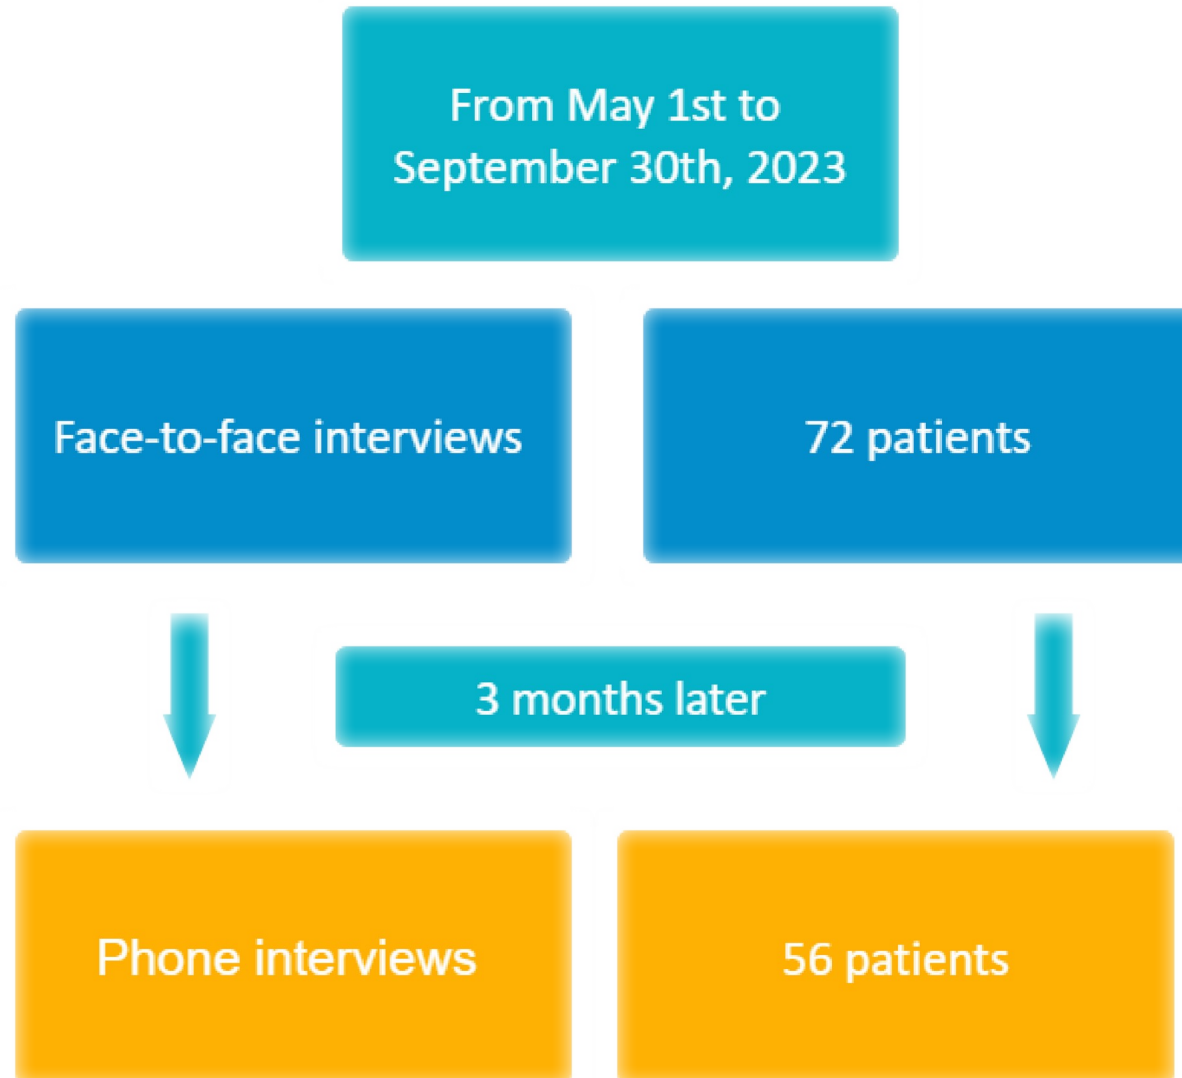 From May 1st to
September 30th, 2023
Face-to-face interviews
72 patients
3 months later
Phone interviews
56 patients